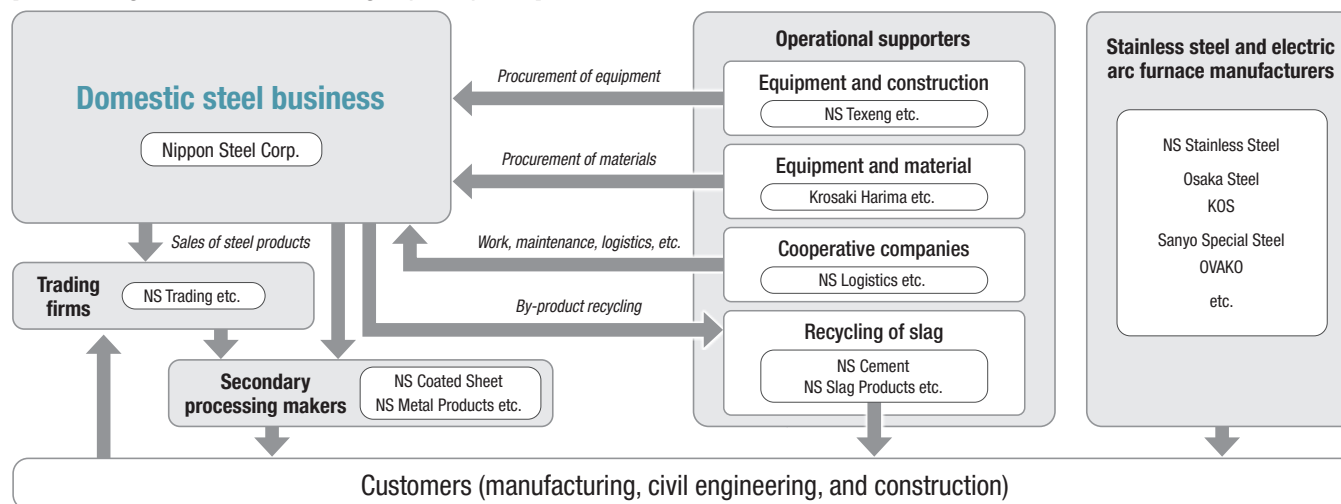 Domestic steel business
Nippon Steel Corp.
Procurement of equipment
Procurement of materials
Sales of steel products
Work, maintenance, logistics, etc.
By-product recycling
Trading
firms
NS Trading etc.
Secondary
processing makers
NS Coated Sheet
NS Metal Products etc.
Operational supporters
Equipment and construction
NS Texeng etc.
Equipment and material
Krosaki Harima etc.
Cooperative companies
NS Logistics etc.
Recycling of slag
NS Cement
NS Slag Products etc.
Stainless steel and electric
arc furnace manufacturers
NS Stainless Steel
Osaka Steel
KOS
Sanyo Special Steel
OVAKO
etc.
Customers (manufacturing, civil engineering, and construction)